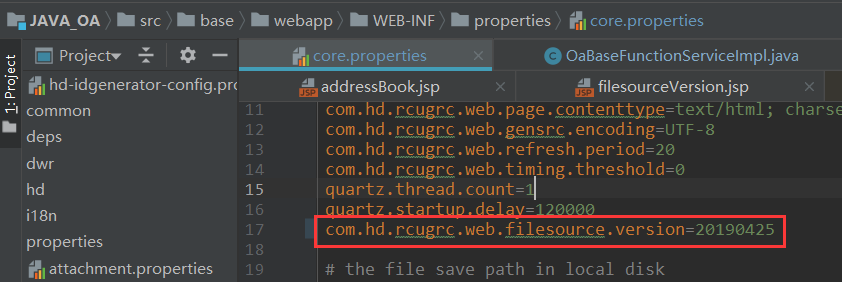 JAVA_OA src base webapp WEB-INF properties core.properties
1: Project
Project
core.properties
OaBaseFunctionServiceImpl.java
addressBook.jsp
filesourceVersion.jsp
hd-idgenerator-config.pro
common
deps
dwr
hd
i18n
properties
attachment.properties
11 com.hd.rcugrc.web.page.contenttype=text/html; charse
12 com.hd.rcugrc.web.gensrc.encoding=UTF-8
13 com.hd.rcugrc.web.refresh.period=20
14 com.hd.rcugrc.web.timing.threshold=0
15 quartz.thread.count=1
16 quartz.startup.delay=120000
17 com.hd.rcugrc.web.filesource.version=20190425
18
19 # the file save path in local disk